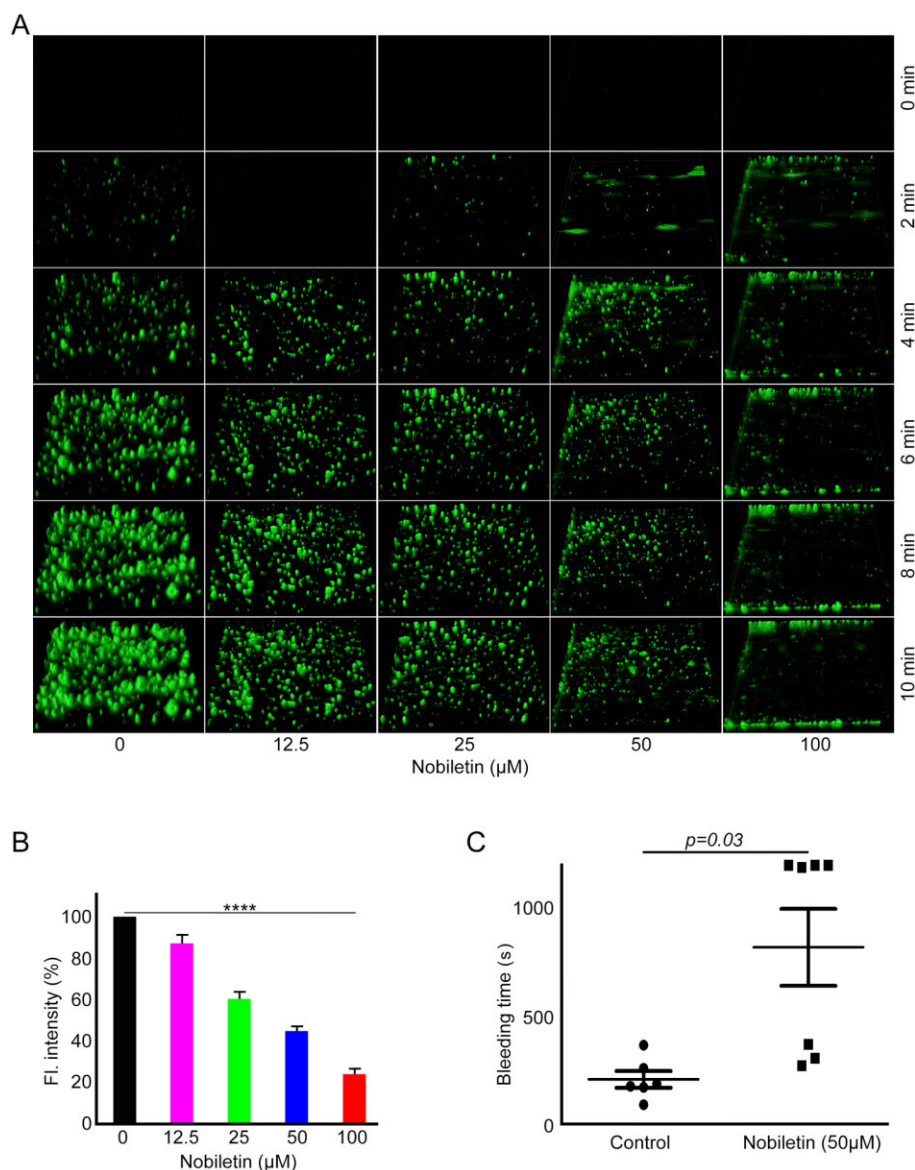 A
0 min
2 min
4 min
6 min
8 min
10 min
0 12.5 25 50 100
Nobiletin (µM)
B
****
100
80
60
40
20
0
Fl. intensity (%)
0 12.5 25 50 100
Nobiletin (µM)
C
p=0.03
1000
500
0
Bleeding time (s)
Control Nobiletin (50µM)